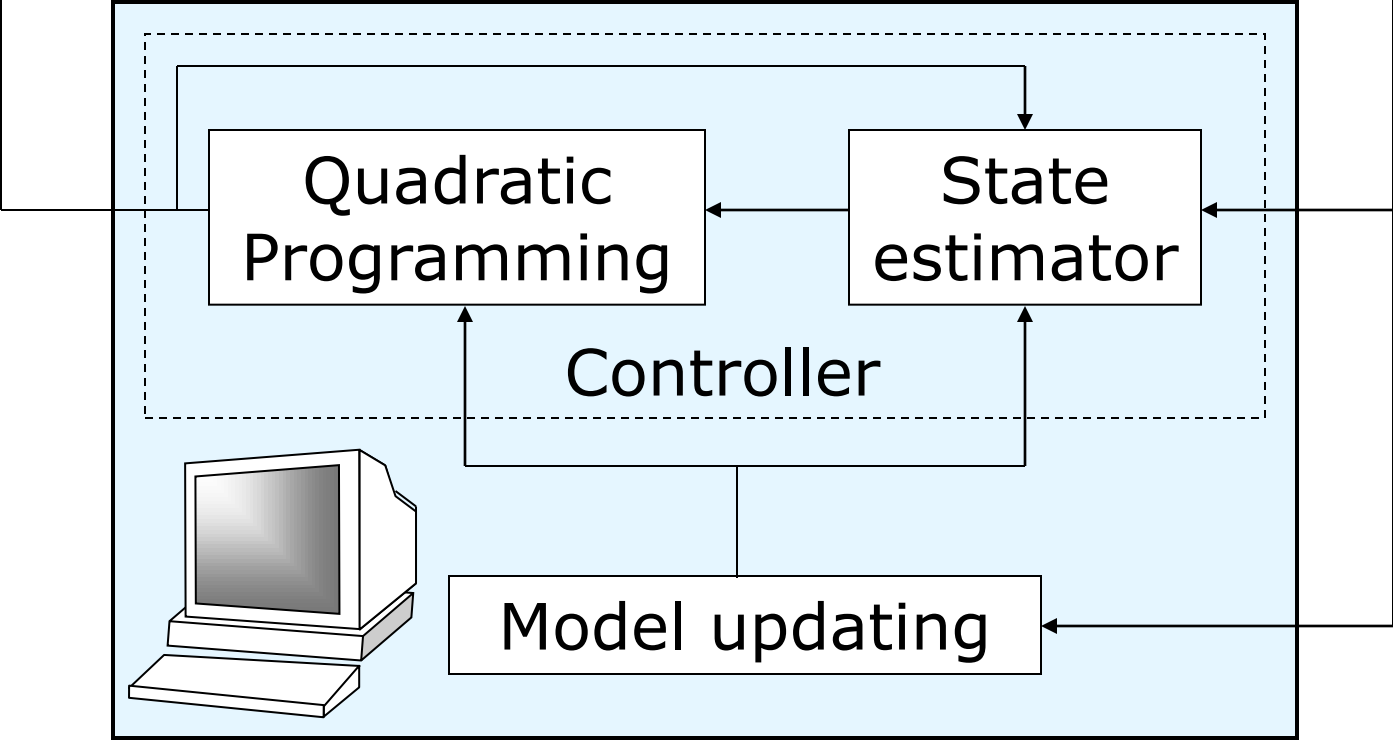 Quadratic
Programming
State
estimator
Controller
Model updating